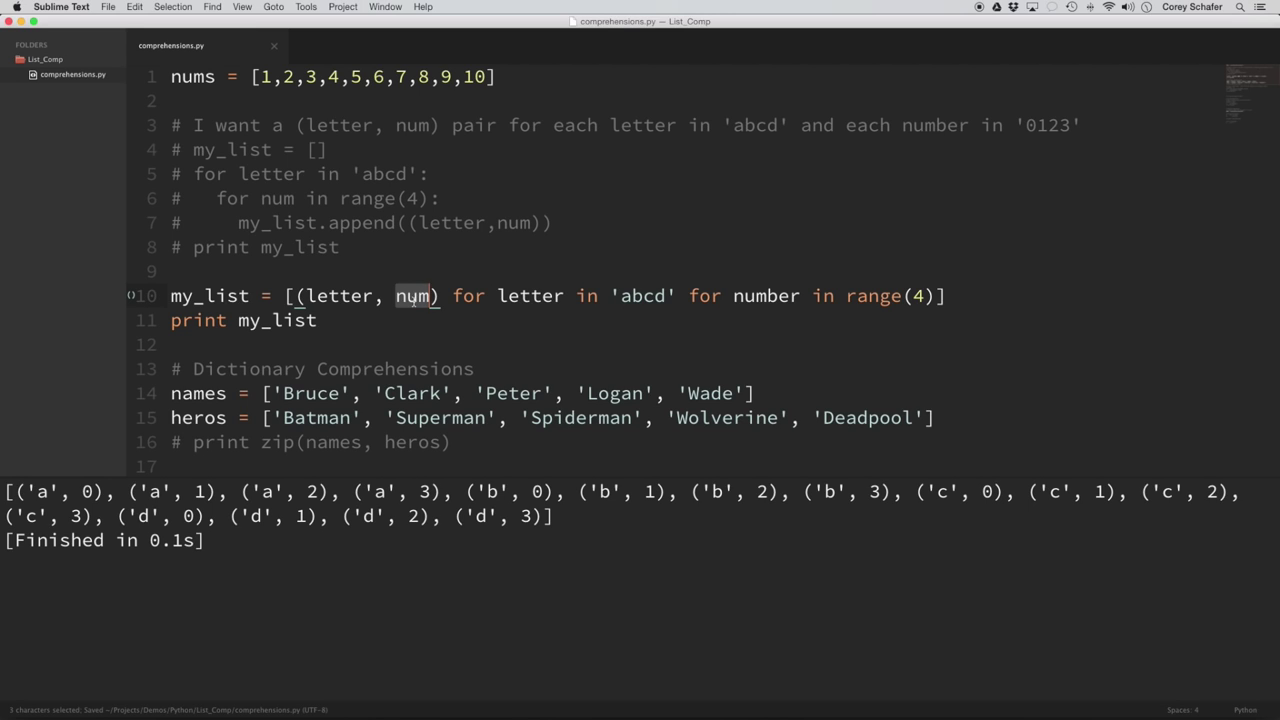 Sublime Text File Edit Selection Find View Goto Tools Project Window Help Corey Schafer
comprehensions.py — List_Comp
FOLDERS
List_Comp
comprehensions.py
comprehensions.py
1 nums = [1,2,3,4,5,6,7,8,9,10]
2
3 # I want a (letter, num) pair for each letter in 'abcd' and each number in '0123'
4 # my_list = []
5 # for letter in 'abcd':
6 #   for num in range(4):
7 #     my_list.append((letter,num))
8 # print my_list
9
10 my_list = [(letter, num) for letter in 'abcd' for number in range(4)]
11 print my_list
12
13 # Dictionary Comprehensions
14 names = ['Bruce', 'Clark', 'Peter', 'Logan', 'Wade']
15 heros = ['Batman', 'Superman', 'Spiderman', 'Wolverine', 'Deadpool']
16 # print zip(names, heros)
17
[('a', 0), ('a', 1), ('a', 2), ('a', 3), ('b', 0), ('b', 1), ('b', 2), ('b', 3), ('c', 0), ('c', 1), ('c', 2),
('c', 3), ('d', 0), ('d', 1), ('d', 2), ('d', 3)]
[Finished in 0.1s]
3 characters selected; Saved ~/Projects/Demos/Python/List_Comp/comprehensions.py (UTF-8) Spaces: 4 Python